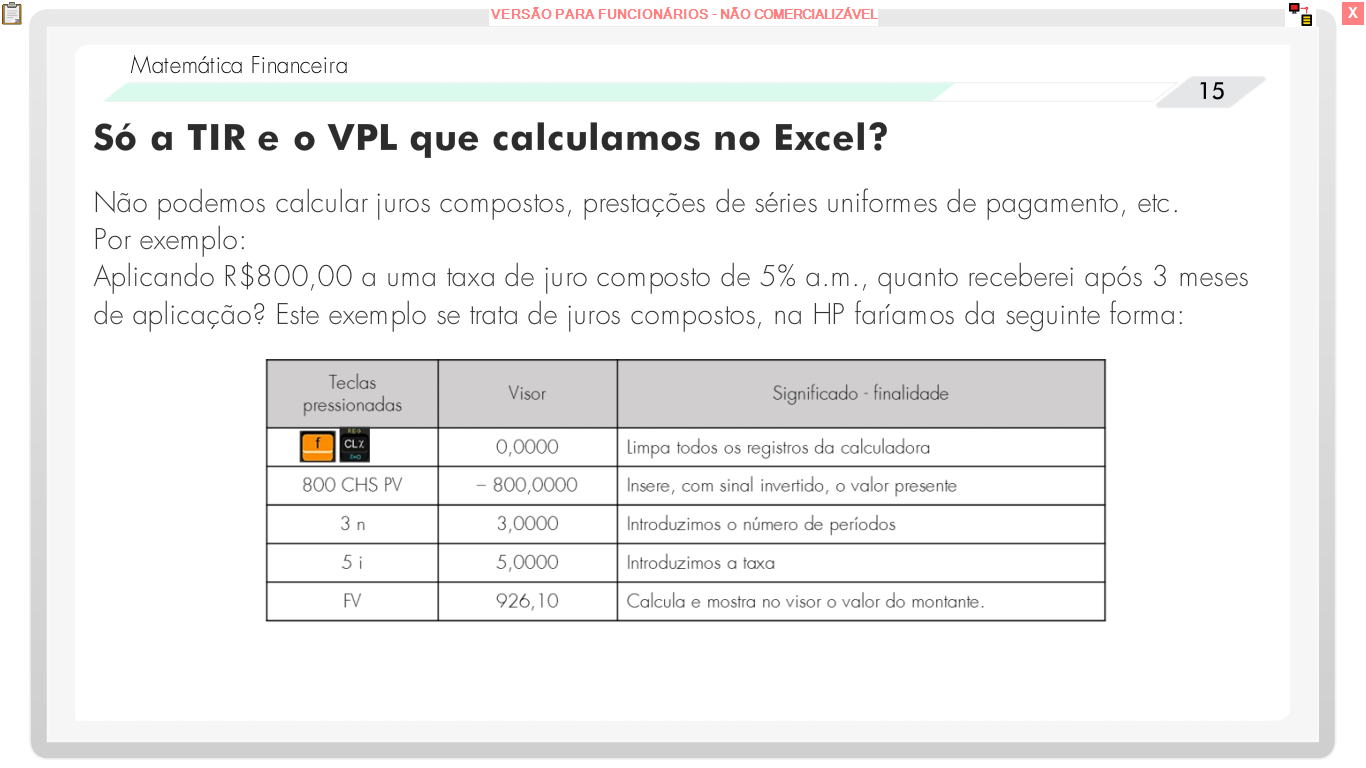 VERSÃO PARA FUNCIONÁRIOS - NÃO COMERCIALIZÁVEL
X
Matemática Financeira
15
Só a TIR e o VPL que calculamos no Excel?
Não podemos calcular juros compostos, prestações de séries uniformes de pagamento, etc.
Por exemplo:
Aplicando R$800,00 a uma taxa de juro composto de 5% a.m., quanto receberei após 3 meses
de aplicação? Este exemplo se trata de juros compostos, na HP faríamos da seguinte forma:
Teclas pressionadas Visor Significado - finalidade
f REG CLX 0,0000 Limpa todos os registros da calculadora
800 CHS PV – 800,0000 Insere, com sinal invertido, o valor presente
3 n 3,0000 Introduzimos o número de períodos
5 i 5,0000 Introduzimos a taxa
FV 926,10 Calcula e mostra no visor o valor do montante.